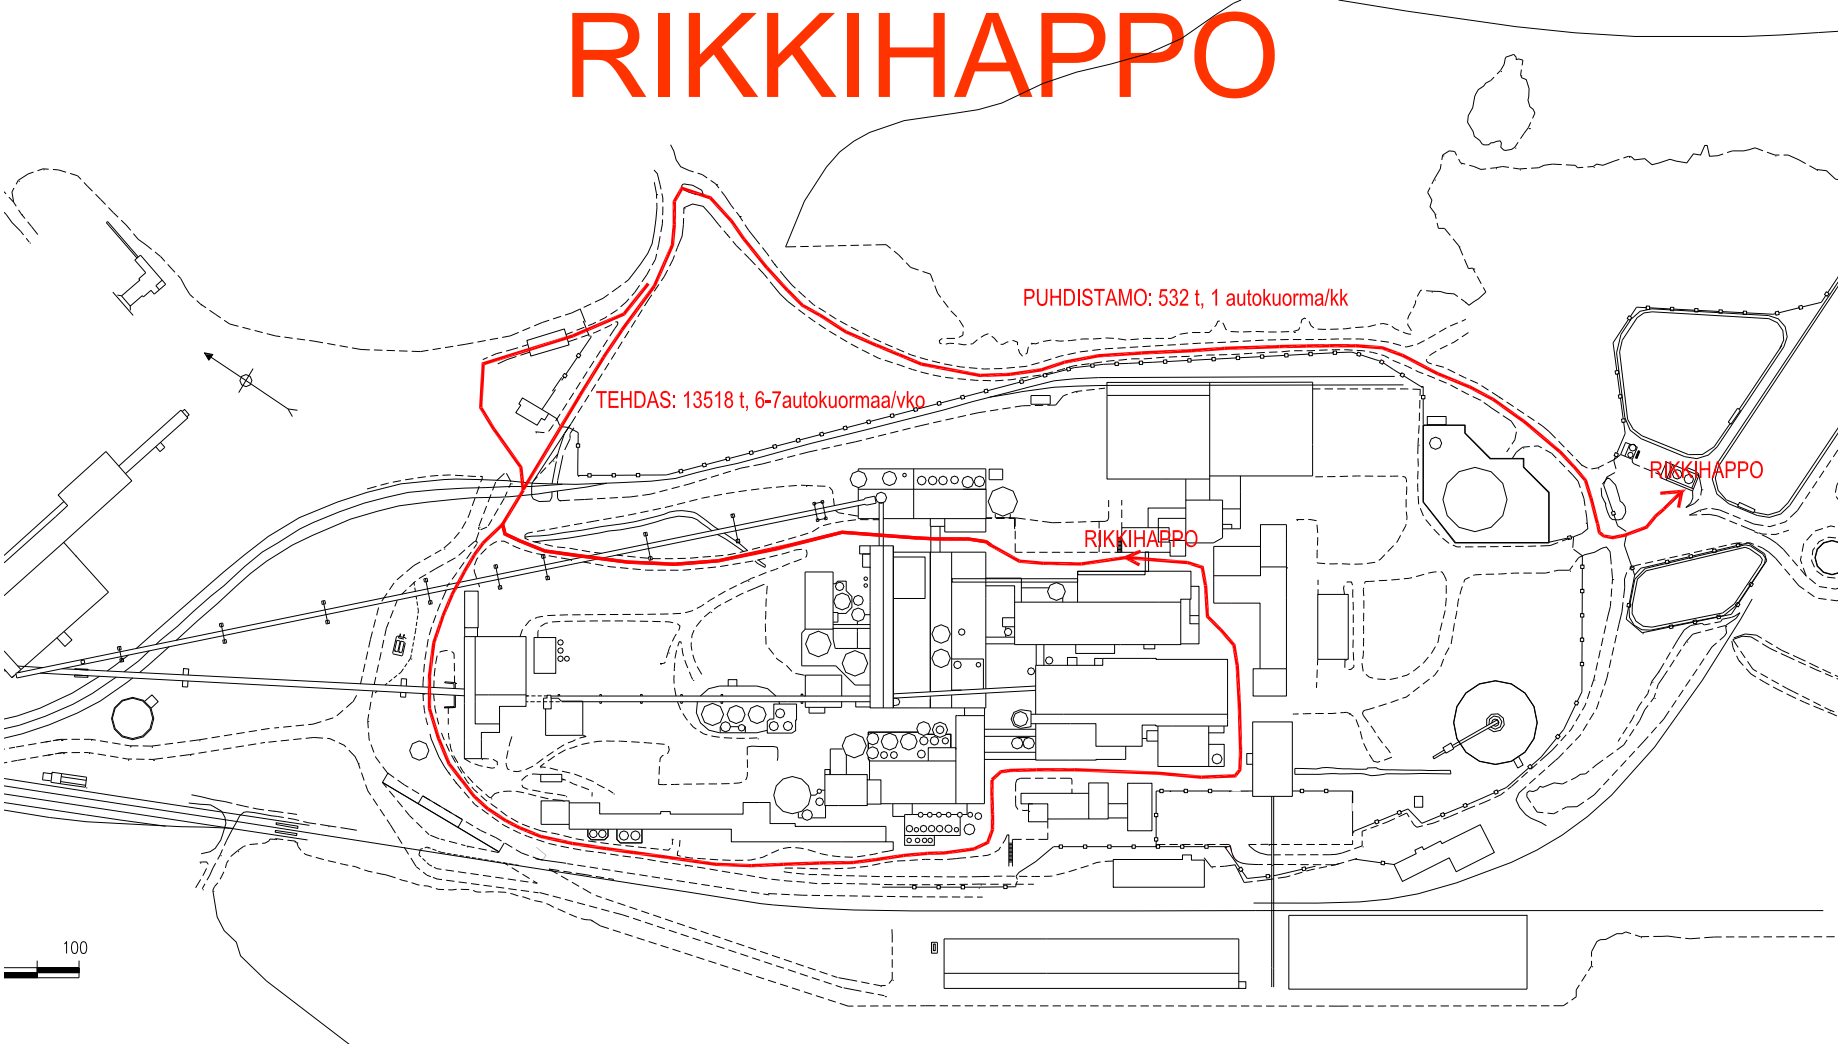 RIKKIHAPPO
PUHDISTAMO: 532 t, 1 autokuorma/kk
TEHDAS: 13518 t, 6-7autokuormaa/vko
RIKKIHAPPO
RIKKIHAPPO
100